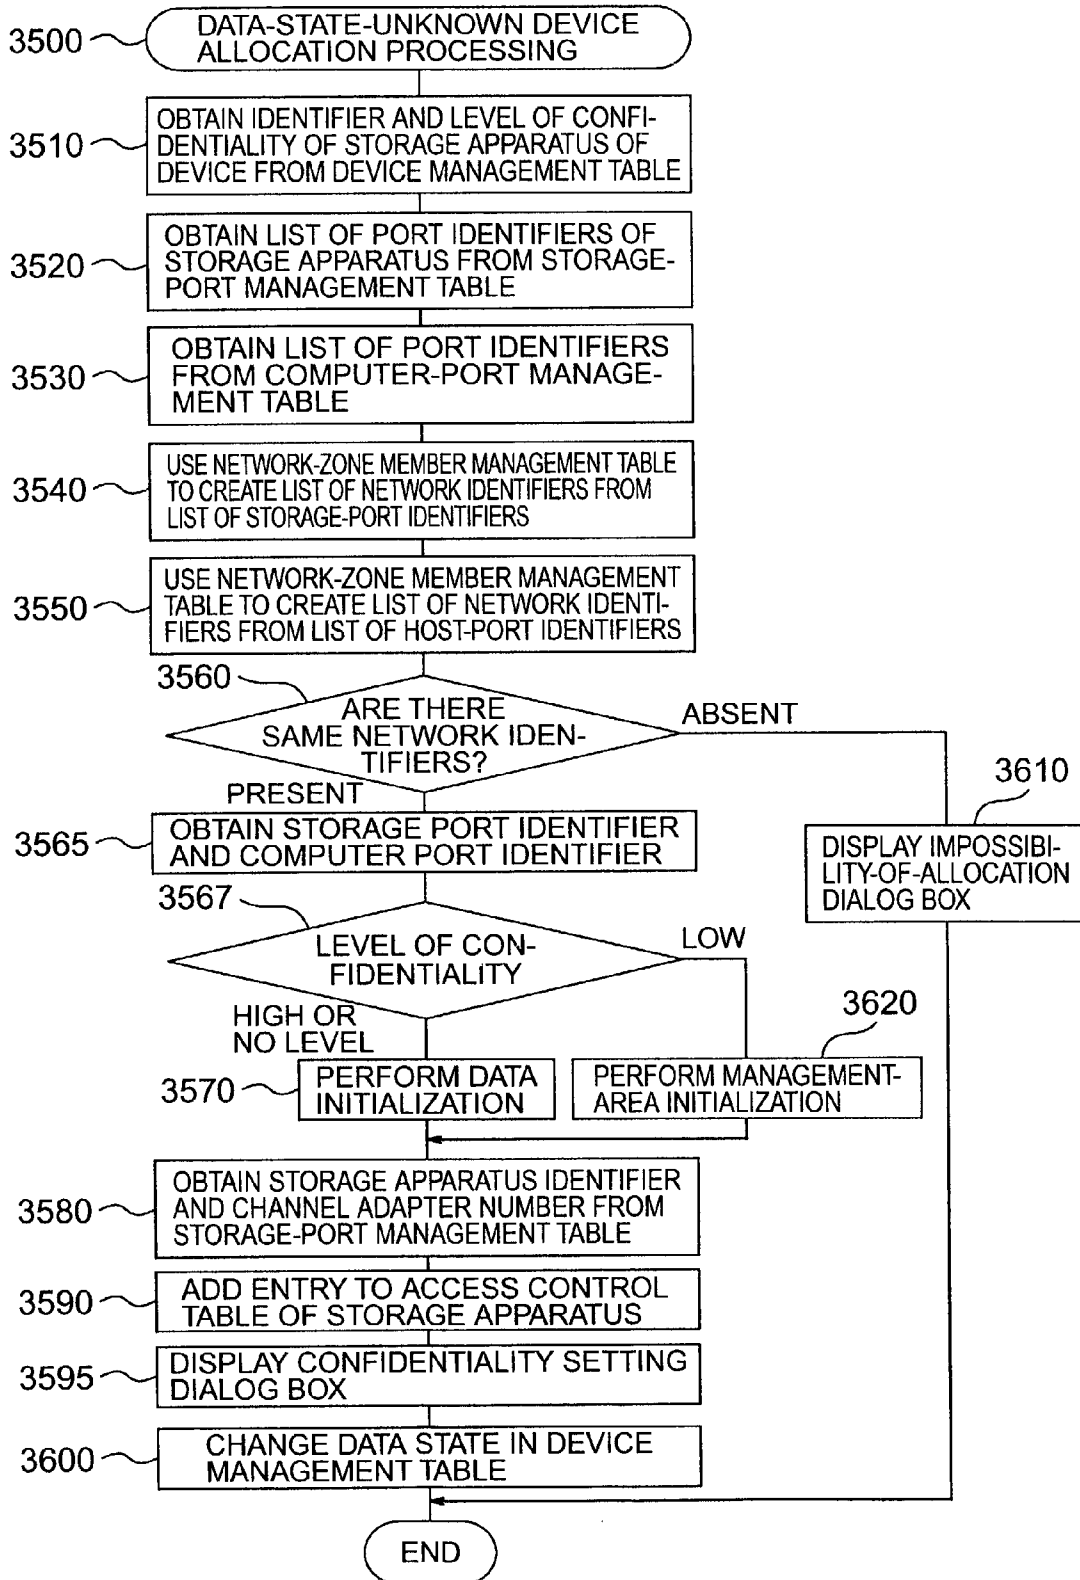 3500
DATA-STATE-UNKNOWN DEVICE
ALLOCATION PROCESSING
3510
OBTAIN IDENTIFIER AND LEVEL OF CONFI-
DENTIALITY OF STORAGE APPARATUS OF
DEVICE FROM DEVICE MANAGEMENT TABLE
3520
OBTAIN LIST OF PORT IDENTIFIERS OF
STORAGE APPARATUS FROM STORAGE-
PORT MANAGEMENT TABLE
3530
OBTAIN LIST OF PORT IDENTIFIERS
FROM COMPUTER-PORT MANAGE-
MENT TABLE
3540
USE NETWORK-ZONE MEMBER MANAGEMENT TABLE
TO CREATE LIST OF NETWORK IDENTIFIERS FROM
LIST OF STORAGE-PORT IDENTIFIERS
3550
USE NETWORK-ZONE MEMBER MANAGEMENT
TABLE TO CREATE LIST OF NETWORK IDENTI-
FIERS FROM LIST OF HOST-PORT IDENTIFIERS
3560
ARE THERE
SAME NETWORK IDEN-
TIFIERS?
ABSENT
PRESENT
3610
DISPLAY IMPOSSIBI-
LITY-OF-ALLOCATION
DIALOG BOX
3565
OBTAIN STORAGE PORT IDENTIFIER
AND COMPUTER PORT IDENTIFIER
3567
LEVEL OF CON-
FIDENTIALITY
LOW
HIGH OR
NO LEVEL
3620
3570
PERFORM DATA
INITIALIZATION
PERFORM MANAGEMENT-
AREA INITIALIZATION
3580
OBTAIN STORAGE APPARATUS IDENTIFIER
AND CHANNEL ADAPTER NUMBER FROM
STORAGE-PORT MANAGEMENT TABLE
3590
ADD ENTRY TO ACCESS CONTROL
TABLE OF STORAGE APPARATUS
3595
DISPLAY CONFIDENTIALITY SETTING
DIALOG BOX
3600
CHANGE DATA STATE IN DEVICE
MANAGEMENT TABLE
END